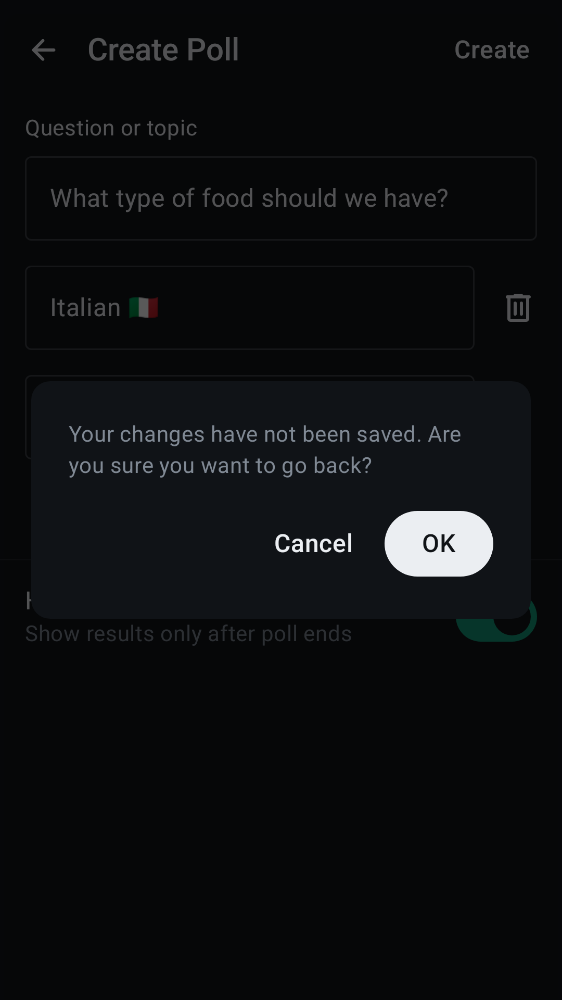 Create Poll
Create
Question or topic
What type of food should we have?
Italian 🇮🇹
Your changes have not been saved. Are
you sure you want to go back?
Cancel
OK
Show results only after poll ends